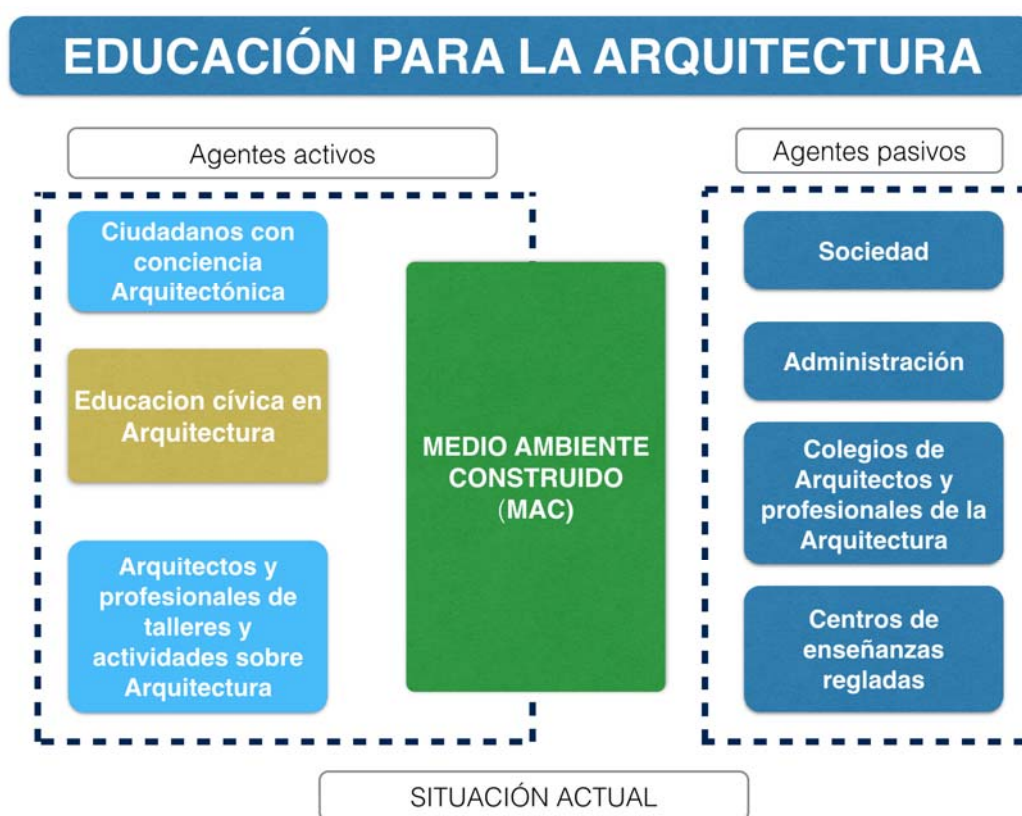 EDUCACIÓN PARA LA ARQUITECTURA
Agentes activos
Ciudadanos con
conciencia
Arquitectónica
Educacion cívica en
Arquitectura
Arquitectos y
profesionales de
talleres y
actividades sobre
Arquitectura
MEDIO AMBIENTE
CONSTRUIDO
(MAC)
Agentes pasivos
Sociedad
Administración
Colegios de
Arquitectos y
profesionales de la
Arquitectura
Centros de
enseñanzas
regladas
SITUACIÓN ACTUAL